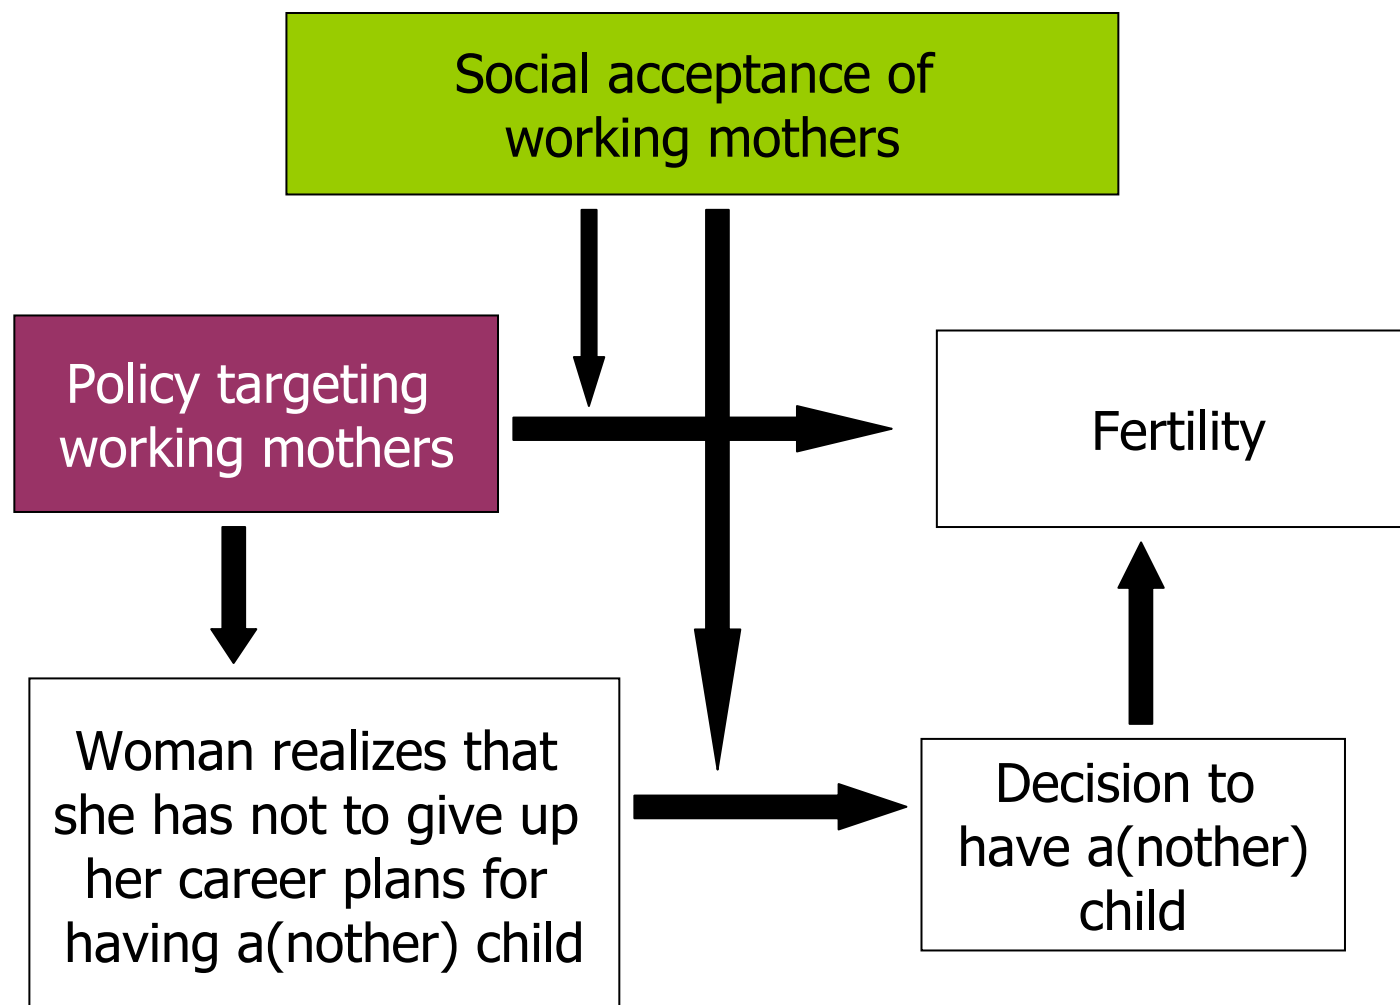 Social acceptance of
working mothers
Policy targeting
working mothers
Fertility
Woman realizes that
she has not to give up
her career plans for
having a(nother) child
Decision to
have a(nother)
child